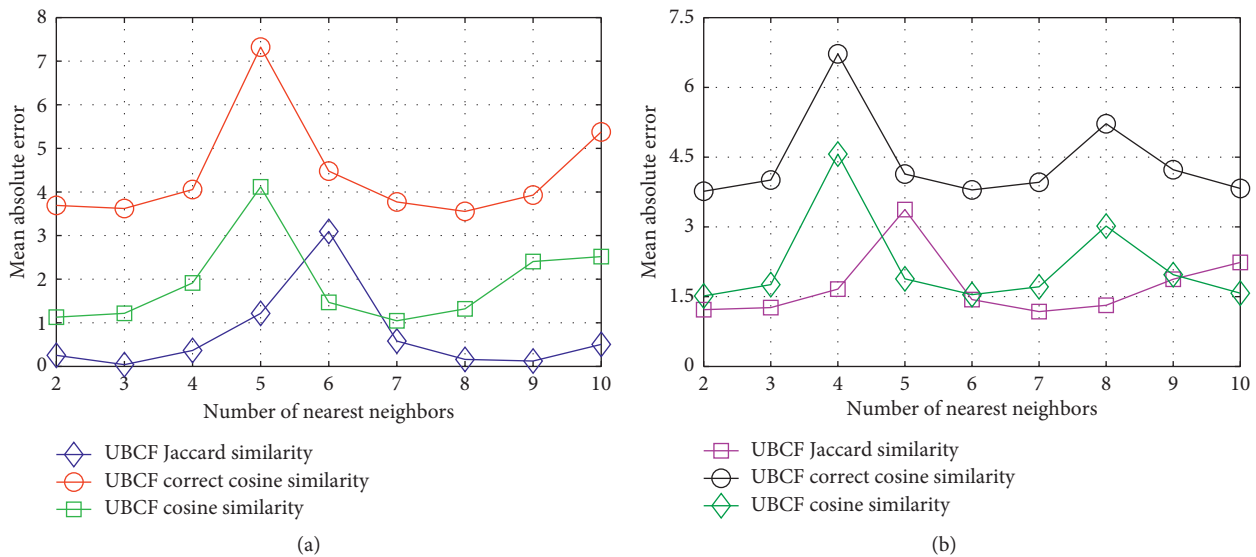 8
7
6
5
4
3
2
1
0
Mean absolute error
2 3 4 5 6 7 8 9 10
Number of nearest neighbors
UBCF Jaccard similarity
UBCF correct cosine similarity
UBCF cosine similarity
(a)
7.5
6
4.5
3
1.5
0
Mean absolute error
2 3 4 5 6 7 8 9 10
Number of nearest neighbors
UBCF Jaccard similarity
UBCF correct cosine similarity
UBCF cosine similarity
(b)